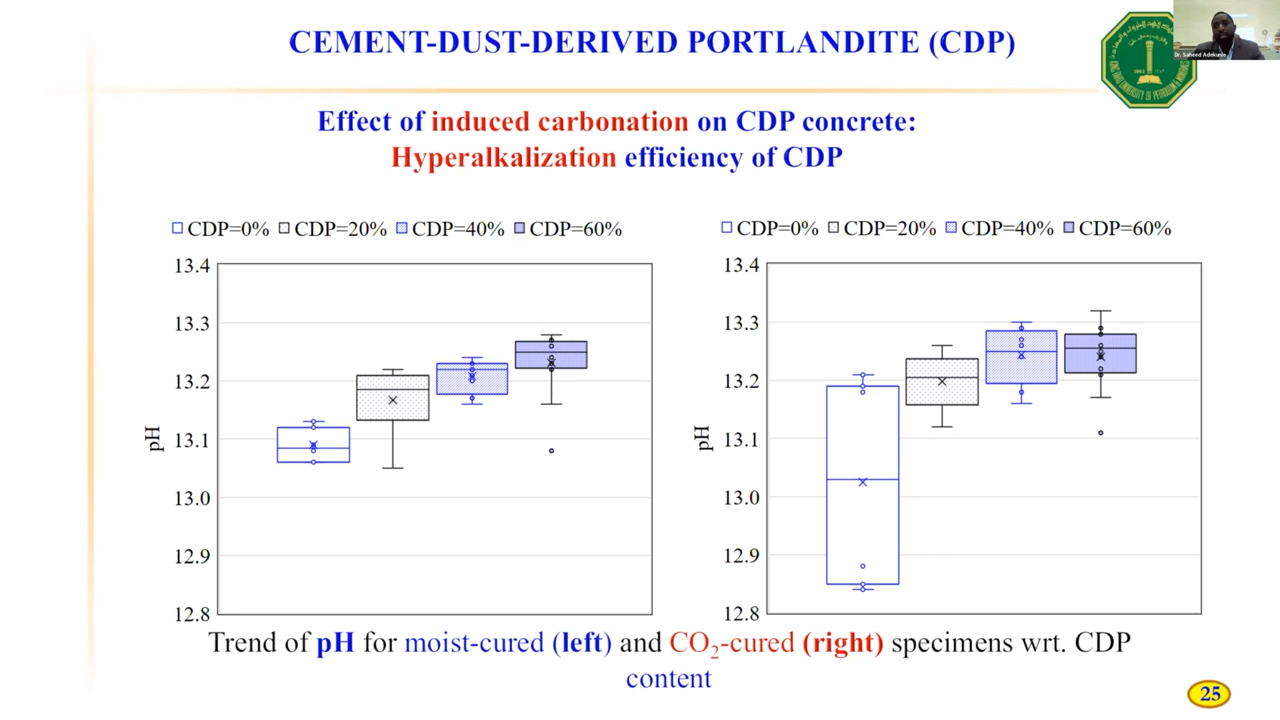 CEMENT-DUST-DERIVED PORTLANDITE (CDP)
Dr. Saheed Adekunle
1963
Effect of induced carbonation on CDP concrete:
Hyperalkalization efficiency of CDP
CDP=0% CDP=20% CDP=40% CDP=60%
13.4
13.3
13.2
13.1
13.0
12.9
12.8
pH
CDP=0% CDP=20% CDP=40% CDP=60%
13.4
13.3
13.2
13.1
13.0
12.9
12.8
pH
Trend of pH for moist-cured (left) and CO₂-cured (right) specimens wrt. CDP
content
25